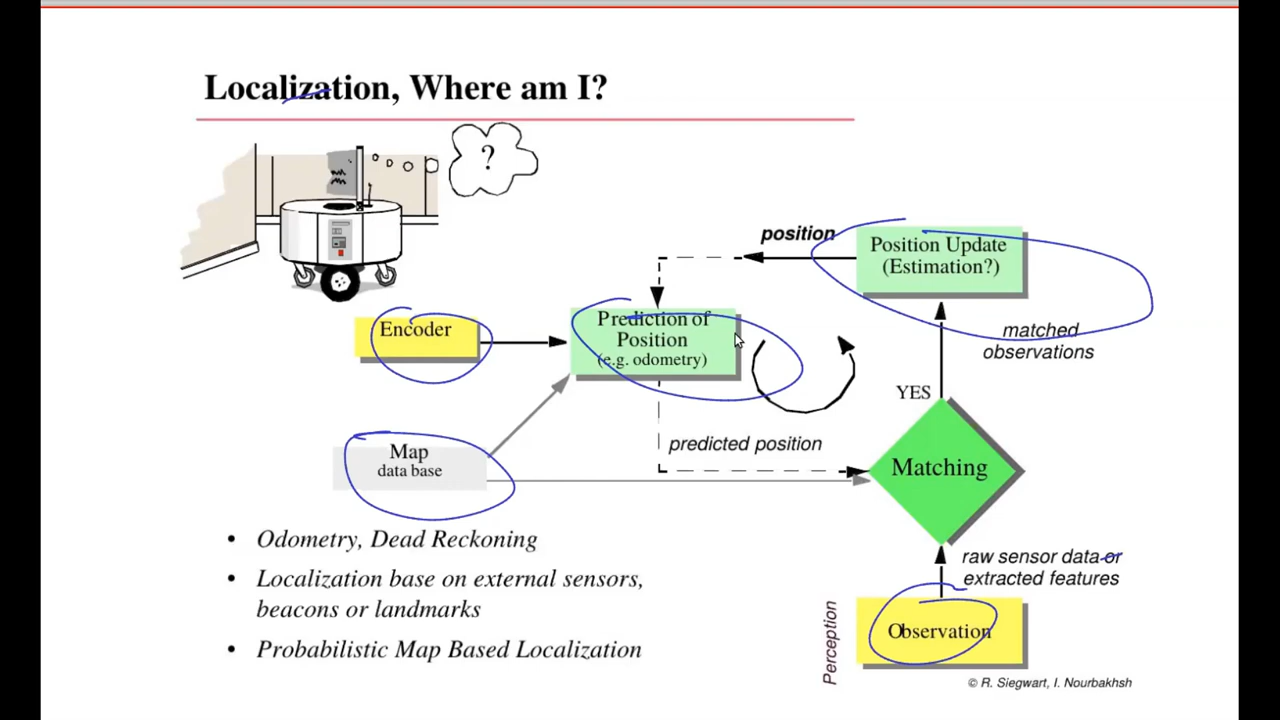 Localization, Where am I?
?
position
Position Update
(Estimation?)
Encoder
Prediction of
Position
(e.g. odometry)
matched
observations
YES
Map
data base
predicted position
Matching
• Odometry, Dead Reckoning
• Localization base on external sensors,
beacons or landmarks
• Probabilistic Map Based Localization
raw sensor data or
extracted features
Observation
Perception
© R. Siegwart, I. Nourbakhsh